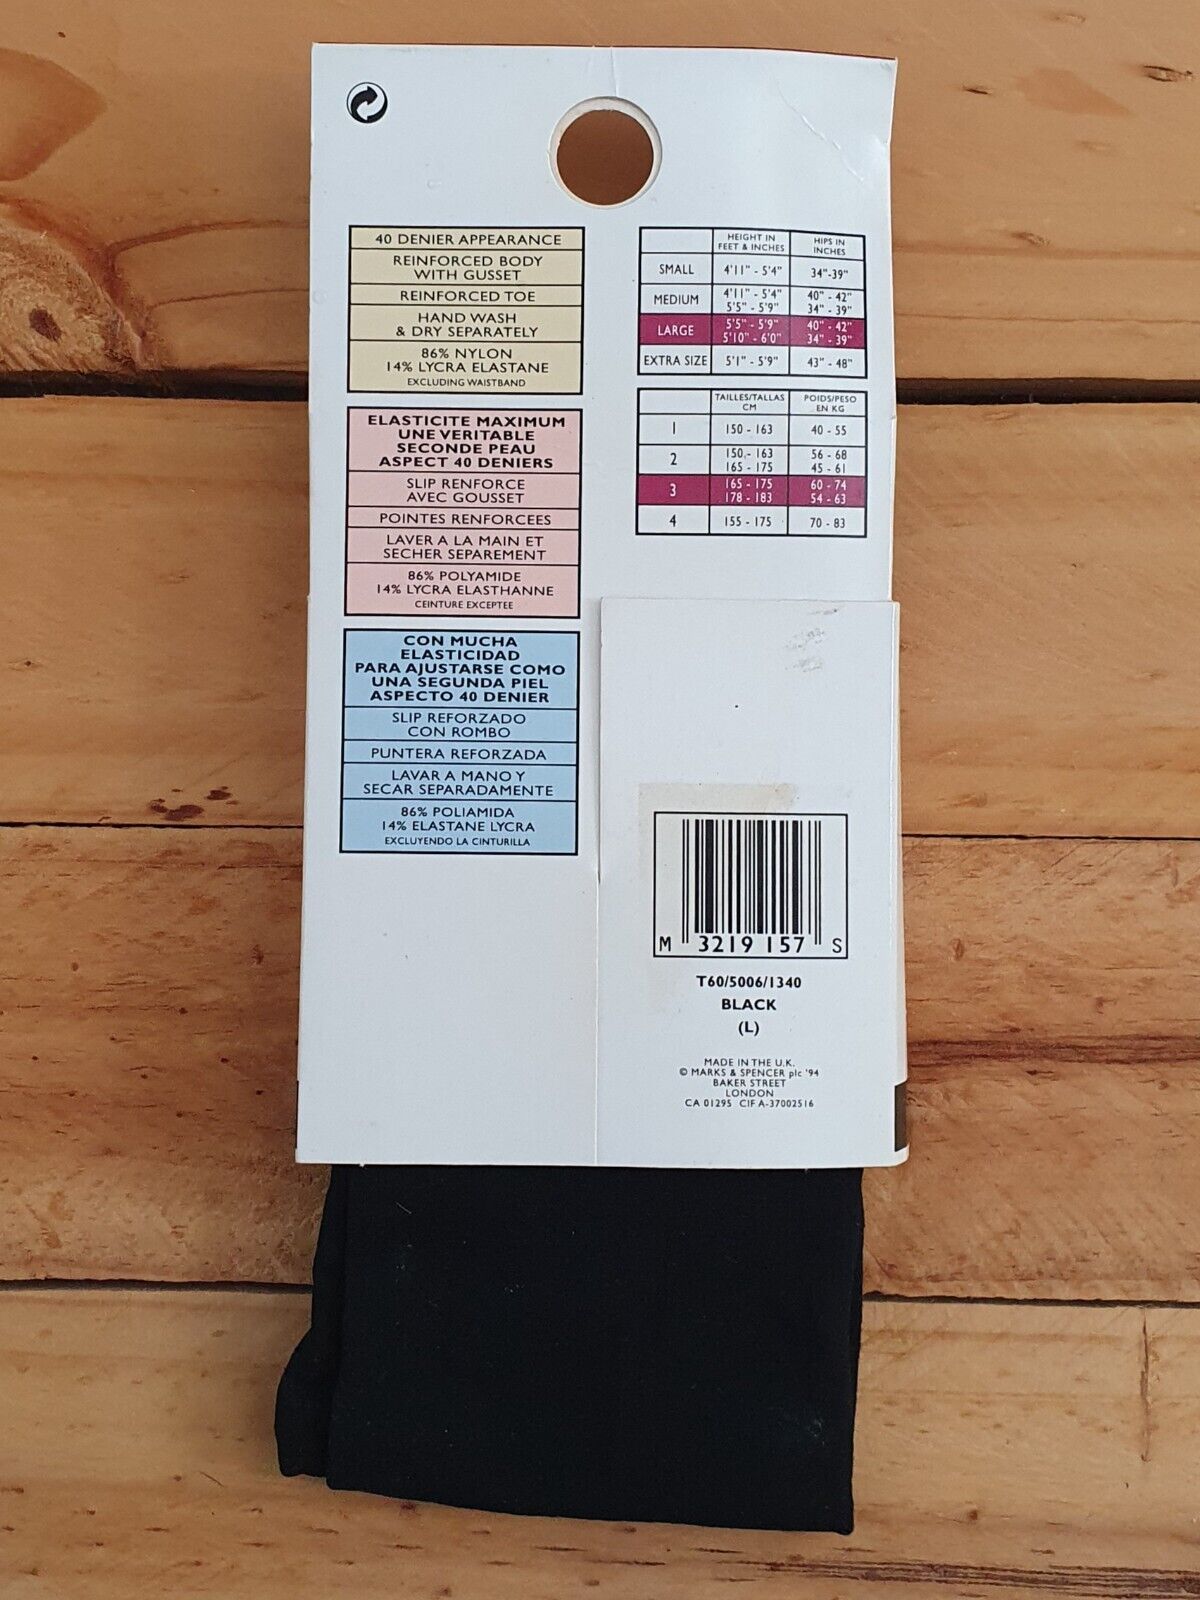 40 DENIER APPEARANCE
REINFORCED BODY
WITH GUSSET
REINFORCED TOE
HAND WASH
& DRY SEPARATELY
86% NYLON
14% LYCRA ELASTANE
EXCLUDING WAISTBAND
ELASTICITE MAXIMUM
UNE VERITABLE
SECONDE PEAU
ASPECT 40 DENIERS
SLIP RENFORCE
AVEC GOUSSET
POINTES RENFORCEES
LAVER A LA MAIN ET
SECHER SEPAREMENT
86% POLYAMIDE
14% LYCRA ELASTHANNE
CEINTURE EXCEPTEE
CON MUCHA
ELASTICIDAD
PARA AJUSTARSE COMO
UNA SEGUNDA PIEL
ASPECTO 40 DENIER
SLIP REFORZADO
CON ROMBO
PUNTERA REFORZADA
LAVAR A MANO Y
SECAR SEPARADAMENTE
86% POLIAMIDA
14% ELASTANE LYCRA
EXCLUYENDO LA CINTURILLA
HEIGHT IN HIPS IN
FEET & INCHES INCHES
SMALL 4'11" - 5'4" 34"-39"
MEDIUM 4'11" - 5'4" 40" - 42"
5'5" - 5'9" 34" - 39"
LARGE 5'5" - 5'9" 40" - 42"
5'10" - 6'0" 34" - 39"
EXTRA SIZE 5'1" - 5'9" 43" - 48"
TAILLES/TALLAS POIDS/PESO
CM EN KG
1 150 - 163 40 - 55
2 150 - 163 56 - 68
165 - 175 45 - 61
3 165 - 175 60 - 74
178 - 183 54 - 63
4 155 - 175 70 - 83
M 3219 157 S
T60/5006/1340
BLACK
(L)
MADE IN THE U.K.
© MARKS & SPENCER plc '94
BAKER STREET
LONDON
CA 01295 CIF A-37002516